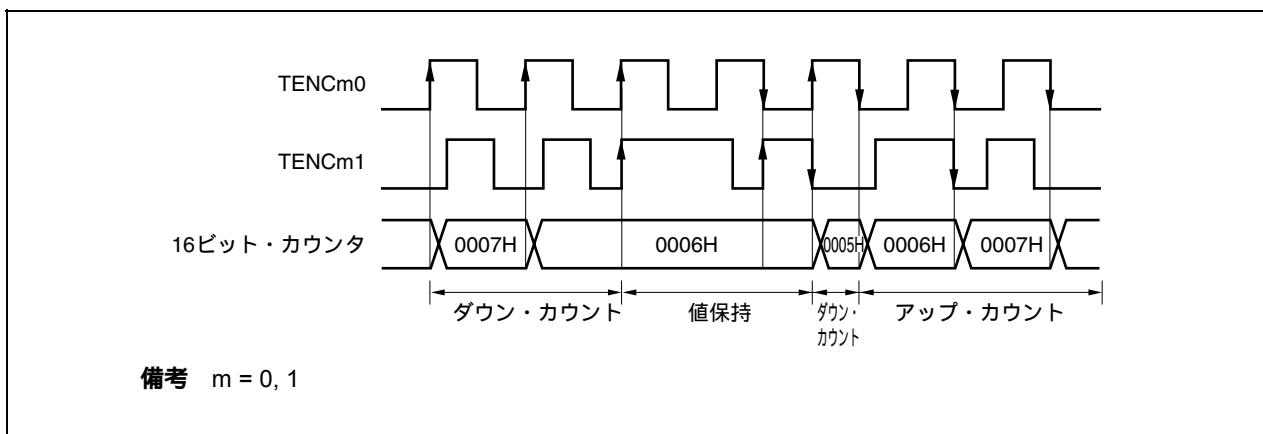 TENCm0
TENCm1
16ビット・カウンタ
0007H
0006H
0005H
0006H
0007H
ダウン・カウント
値保持
ダウン・
カウント
アップ・カウント
備考 m = 0, 1